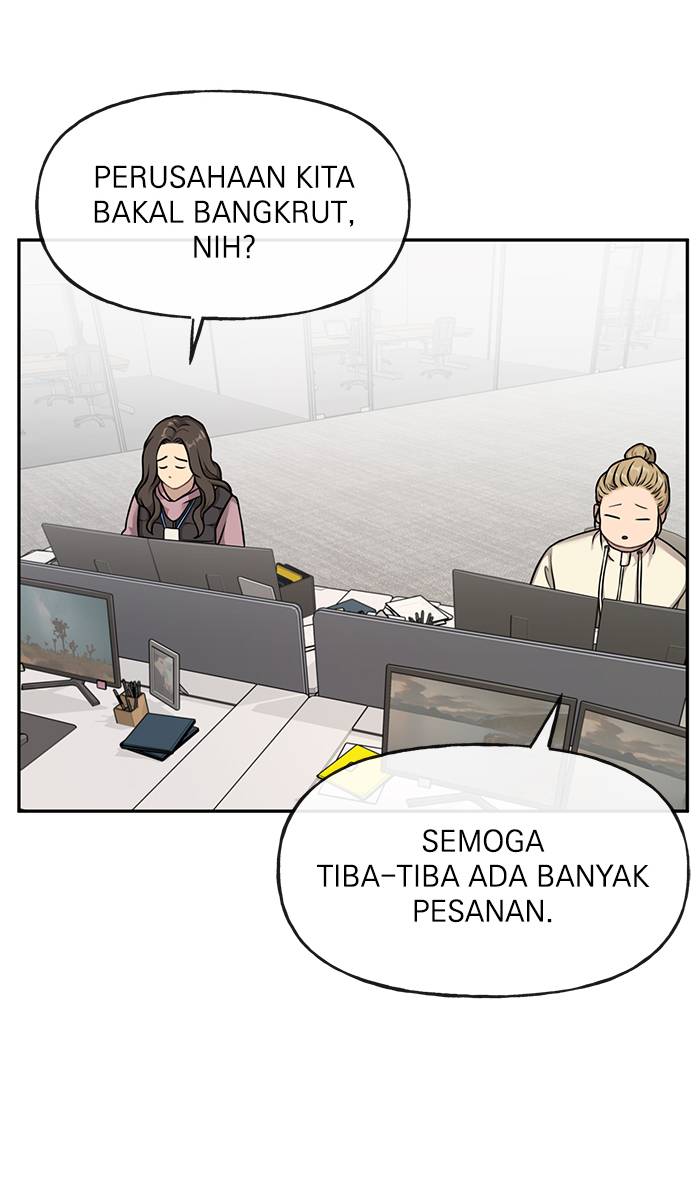 PERUSAHAAN KITA
BAKAL BANGKRUT,
NIH?
SEMOGA
TIBA-TIBA ADA BANYAK
PESANAN.